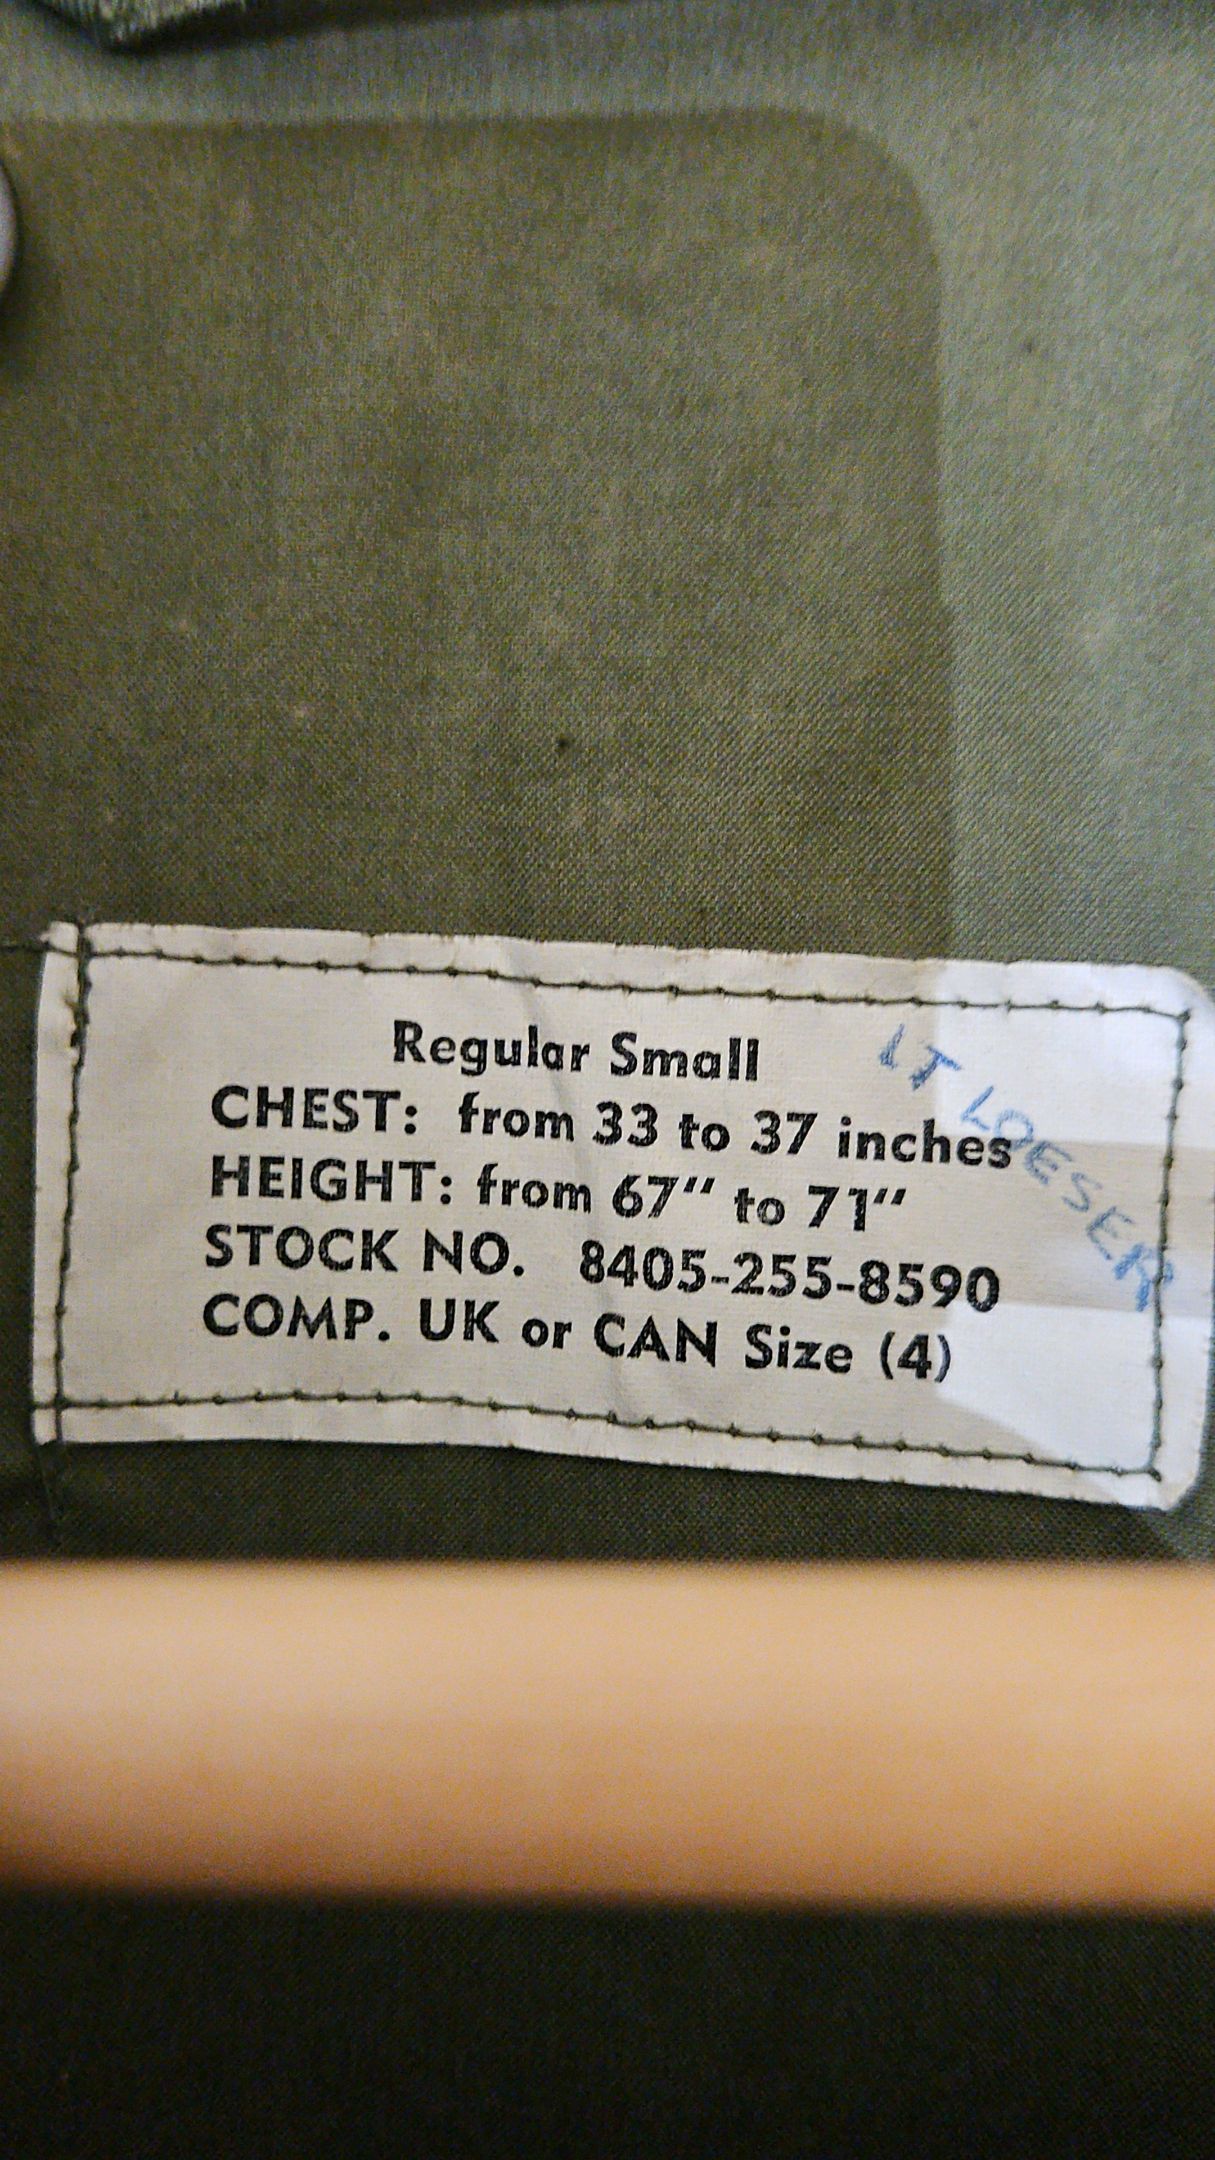 Regular Small
CHEST: from 33 to 37 inches
HEIGHT: from 67" to 71"
STOCK NO. 8405-255-8590
COMP. UK or CAN Size (4)
LT LOESER